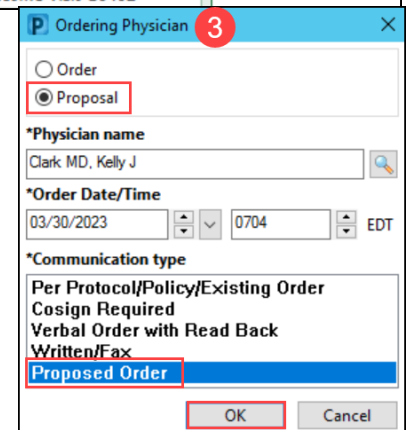 P Ordering Physician 3
Order
Proposal
*Physician name
Clark MD, Kelly J
*Order Date/Time
03/30/2023 0704 EDT
*Communication type
Per Protocol/Policy/Existing Order
Cosign Required
Verbal Order with Read Back
Written/Fax
Proposed Order
OK Cancel